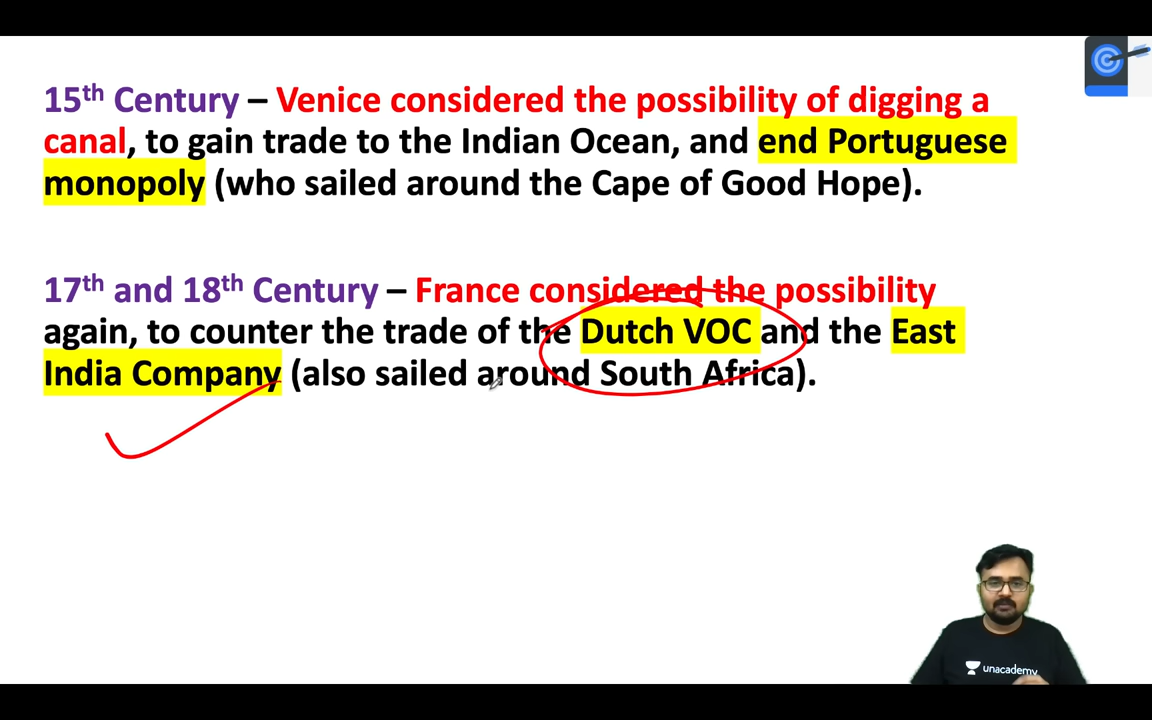 15th Century – Venice considered the possibility of digging a
canal, to gain trade to the Indian Ocean, and end Portuguese
monopoly (who sailed around the Cape of Good Hope).
17th and 18th Century – France considered the possibility
again, to counter the trade of the Dutch VOC and the East
India Company (also sailed around South Africa).
unacademy